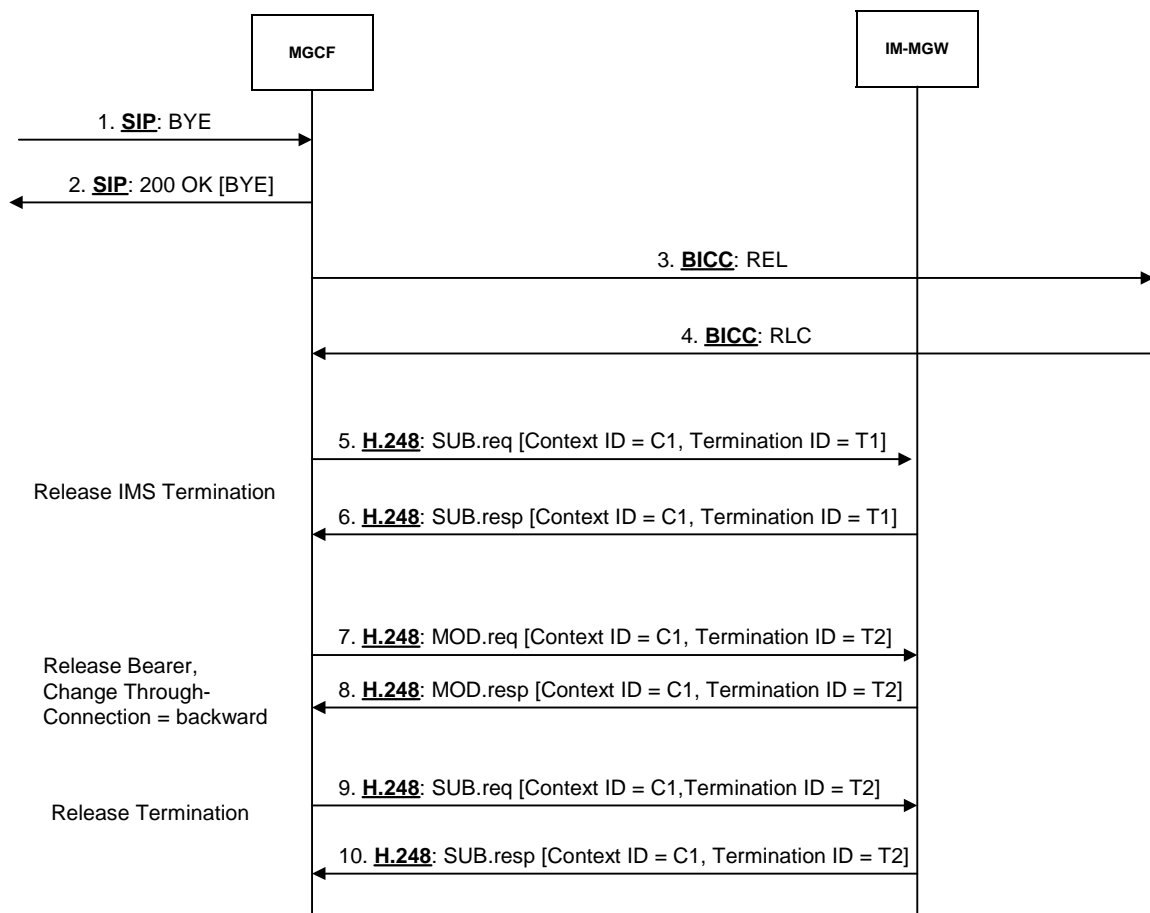 MGCF
IM-MGW
1. SIP: BYE
2. SIP: 200 OK [BYE]
3. BICC: REL
4. BICC: RLC
5. H.248: SUB.req [Context ID = C1, Termination ID = T1]
Release IMS Termination
6. H.248: SUB.resp [Context ID = C1, Termination ID = T1]
7. H.248: MOD.req [Context ID = C1, Termination ID = T2]
Release Bearer,
Change Through-
Connection = backward
8. H.248: MOD.resp [Context ID = C1, Termination ID = T2]
9. H.248: SUB.req [Context ID = C1,Termination ID = T2]
Release Termination
10. H.248: SUB.resp [Context ID = C1, Termination ID = T2]